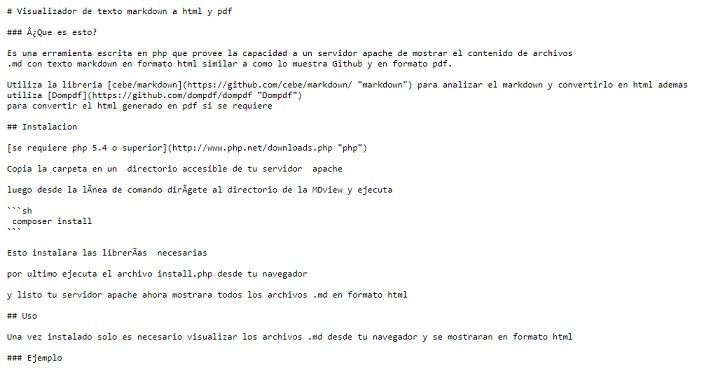 # Visualizador de texto markdown a html y pdf
### Â¿Que es esto?
Es una erramienta escrita en php que provee la capacidad a un servidor apache de mostrar el contenido de archivos
.md con texto markdown en formato html similar a como lo muestra Github y en formato pdf.
Utiliza la libreria [cebe/markdown](https://github.com/cebe/markdown/ "markdown") para analizar el markdown y convertirlo en html ademas
utiliza [Dompdf](https://github.com/dompdf/dompdf "Dompdf")
para convertir el html generado en pdf si se requiere
## Instalacion
[se requiere php 5.4 o superior](http://www.php.net/downloads.php "php")
Copia la carpeta en un  directorio accesible de tu servidor  apache
luego desde la lÃnea de comando dirÃgete al directorio de la MDview y ejecuta
```sh
 composer install
```
Esto instalara las librerÃas  necesarias
por ultimo ejecuta el archivo install.php desde tu navegador
y listo tu servidor apache ahora mostrara todos los archivos .md en formato html
## Uso
Una vez instalado solo es necesario visualizar los archivos .md desde tu navegador y se mostraran en formato html
### Ejemplo